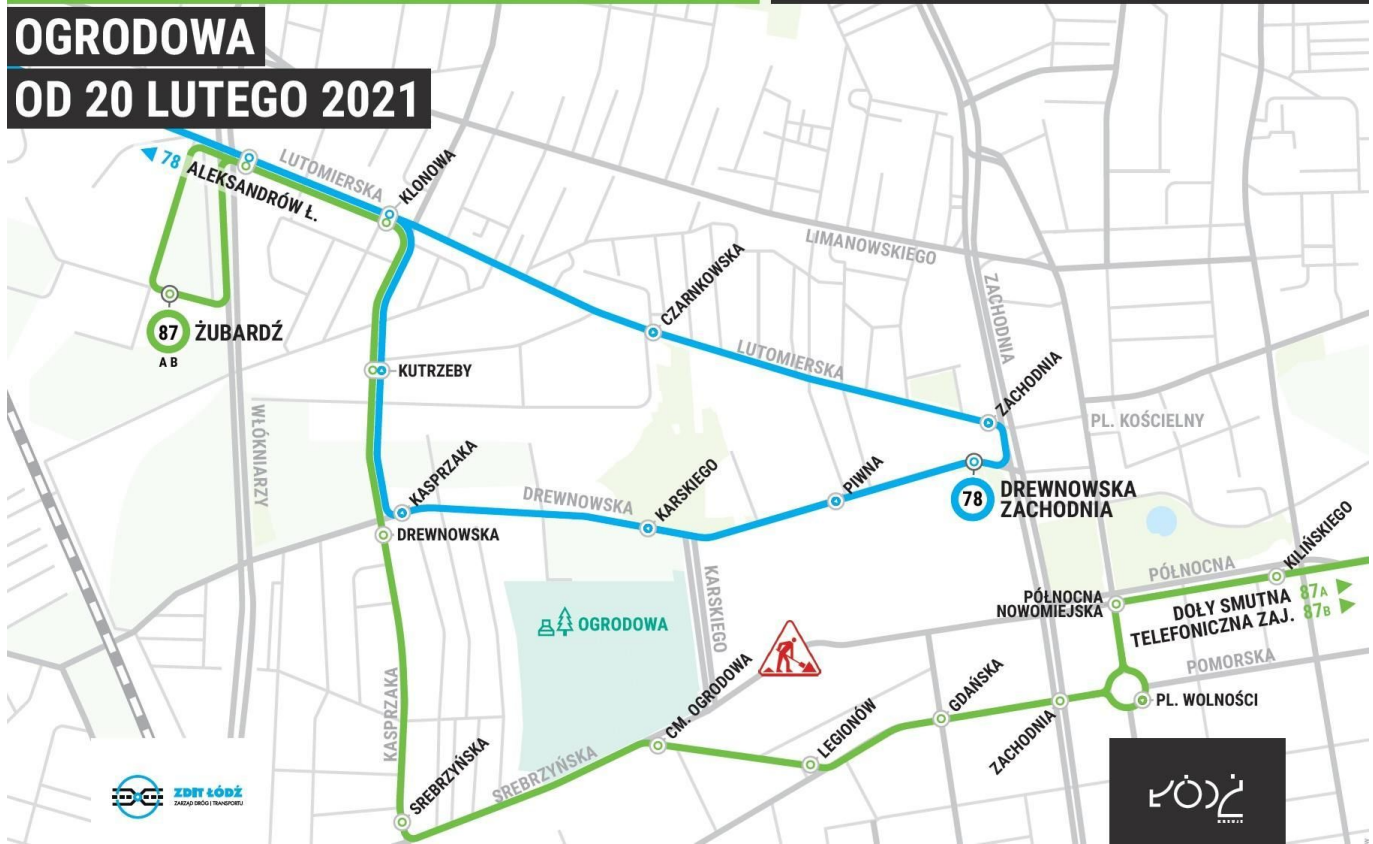 OGRODOWA
OD 20 LUTEGO 2021
78
ALEKSANDRÓW Ł.
LUTOMIERSKA
KLONOWA
LIMANOWSKIEGO
CZARNKOWSKA
ZACHODNIA
87
ŻUBARDŹ
A B
KUTRZEBY
LUTOMIERSKA
ZACHODNIA
PL. KOŚCIELNY
WŁÓKNIARZY
KASPRZAKA
DREWNOWSKA
KARSKIEGO
PIWNA
78
DREWNOWSKA
ZACHODNIA
DREWNOWSKA
KILIŃSKIEGO
PÓŁNOCNA
KARSKIEGO
PÓŁNOCNA
NOWOMIEJSKA
DOŁY SMUTNA 87A
TELEFONICZNA ZAJ. 87B
OGRODOWA
POMORSKA
KASPRZAKA
CM. OGRODOWA
GDAŃSKA
LEGIONÓW
ZACHODNIA
PL. WOLNOŚCI
SREBRZYŃSKA
SREBRZYŃSKA
ZDIT ŁÓDŹ
ZARZĄD DRÓG I TRANSPORTU
ŁÓDŹ
KREUJE